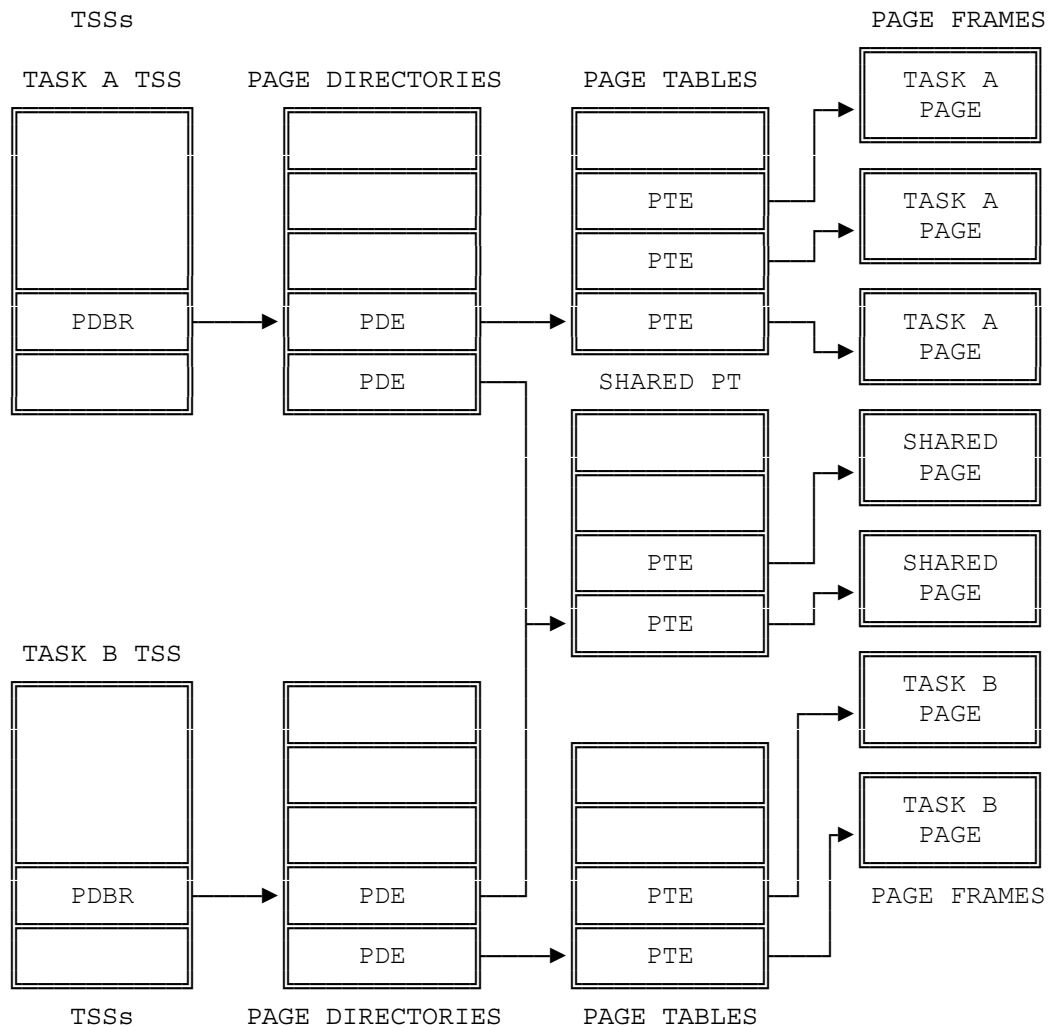 TSSs
PAGE FRAMES
TASK A TSS
PAGE DIRECTORIES
PAGE TABLES
TASK A
PAGE
PTE
TASK A
PAGE
PTE
PDBR
PDE
PTE
TASK A
PAGE
PDE
SHARED PT
SHARED
PAGE
PTE
SHARED
PAGE
PTE
TASK B TSS
TASK B
PAGE
TASK B
PAGE
PDBR
PDE
PTE
PAGE FRAMES
PDE
PTE
TSSs
PAGE DIRECTORIES
PAGE TABLES